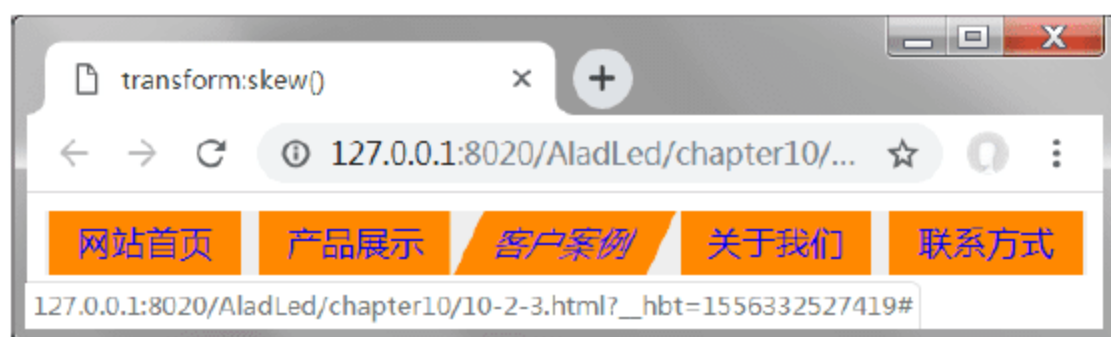 transform:skew()
127.0.0.1:8020/AladLed/chapter10/...
网站首页 产品展示 客户案例 关于我们 联系方式
127.0.0.1:8020/AladLed/chapter10/10-2-3.html?__hbt=1556332527419#